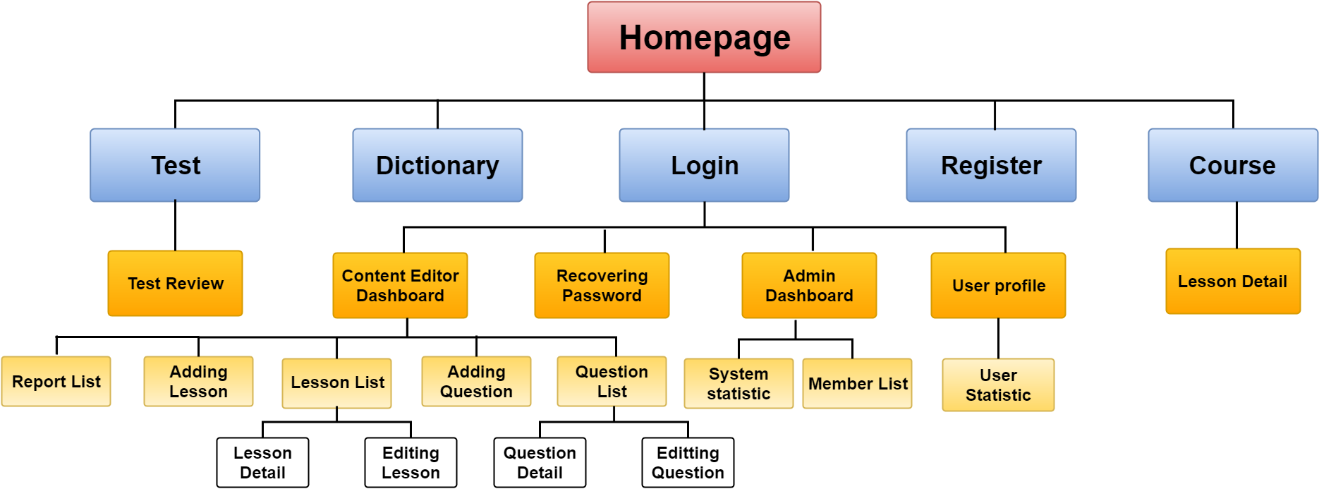 Homepage
Test
Dictionary
Login
Register
Course
Test Review
Content Editor
Dashboard
Recovering
Password
Admin
Dashboard
User profile
Lesson Detail
Report List
Adding
Lesson
Lesson List
Adding
Question
Question
List
System
statistic
Member List
User
Statistic
Lesson
Detail
Editing
Lesson
Question
Detail
Editting
Question